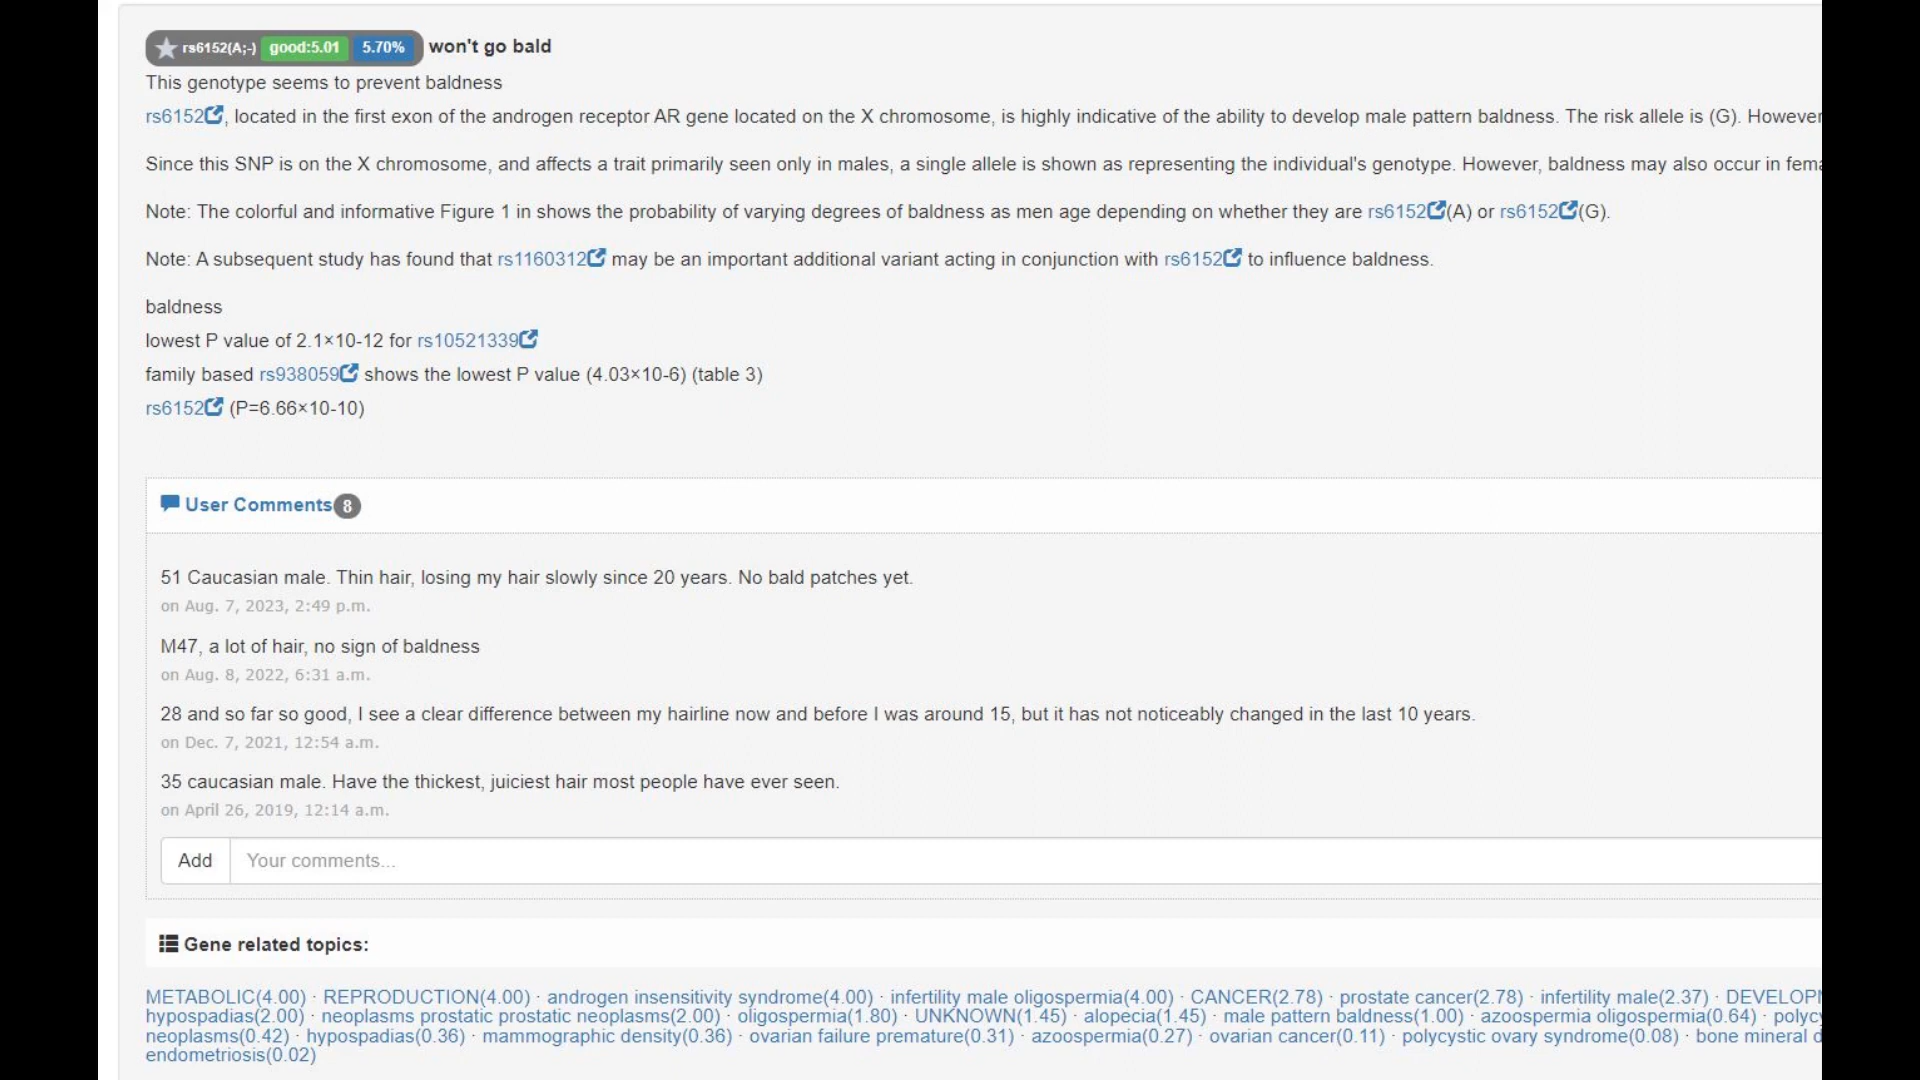 rs6152(A;-) good:5.01 5.70% won't go bald
This genotype seems to prevent baldness
rs6152, located in the first exon of the androgen receptor AR gene located on the X chromosome, is highly indicative of the ability to develop male pattern baldness. The risk allele is (G). However
Since this SNP is on the X chromosome, and affects a trait primarily seen only in males, a single allele is shown as representing the individual's genotype. However, baldness may also occur in fema
Note: The colorful and informative Figure 1 in shows the probability of varying degrees of baldness as men age depending on whether they are rs6152(A) or rs6152(G).
Note: A subsequent study has found that rs1160312 may be an important additional variant acting in conjunction with rs6152 to influence baldness.
baldness
lowest P value of 2.1×10-12 for rs10521339
family based rs938059 shows the lowest P value (4.03×10-6) (table 3)
rs6152 (P=6.66×10-10)
User Comments 8
51 Caucasian male. Thin hair, losing my hair slowly since 20 years. No bald patches yet.
on Aug. 7, 2023, 2:49 p.m.
M47, a lot of hair, no sign of baldness
on Aug. 8, 2022, 6:31 a.m.
28 and so far so good, I see a clear difference between my hairline now and before I was around 15, but it has not noticeably changed in the last 10 years.
on Dec. 7, 2021, 12:54 a.m.
35 caucasian male. Have the thickest, juiciest hair most people have ever seen.
on April 26, 2019, 12:14 a.m.
Add Your comments...
Gene related topics:
METABOLIC(4.00) · REPRODUCTION(4.00) · androgen insensitivity syndrome(4.00) · infertility male oligospermia(4.00) · CANCER(2.78) · prostate cancer(2.78) · infertility male(2.37) · DEVELOP
hypospadias(2.00) · neoplasms prostatic prostatic neoplasms(2.00) · oligospermia(1.80) · UNKNOWN(1.45) · alopecia(1.45) · male pattern baldness(1.00) · azoospermia oligospermia(0.64) · polycy
neoplasms(0.42) · hypospadias(0.36) · mammographic density(0.36) · ovarian failure premature(0.31) · azoospermia(0.27) · ovarian cancer(0.11) · polycystic ovary syndrome(0.08) · bone mineral d
endometriosis(0.02)